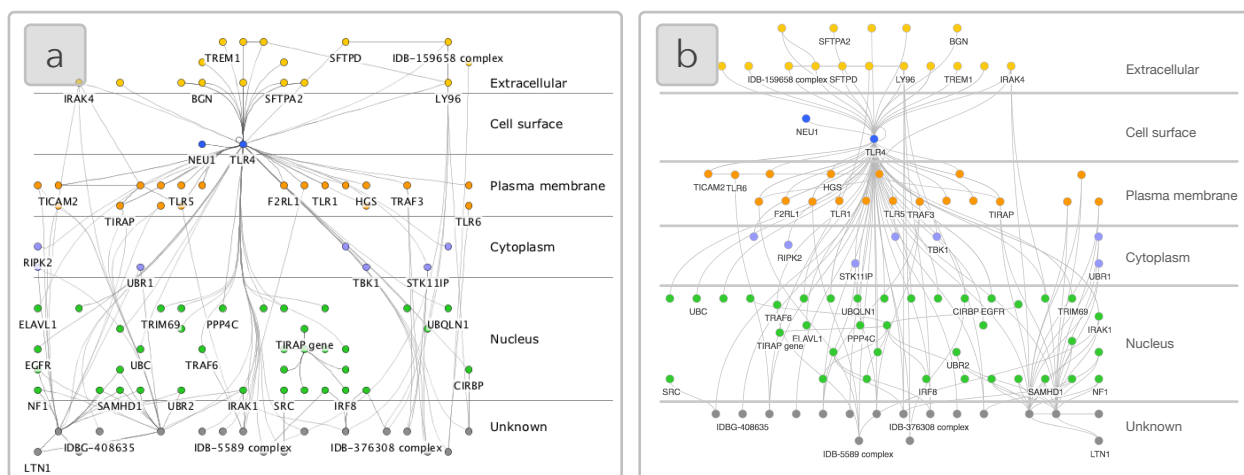 a
TREM1
SFTPD
IDB-159658 complex
IRAK4
BGN
SFTPA2
LY96
Extracellular
Cell surface
NEU1
TLR4
Plasma membrane
TICAM2
TIRAP
TLR5
F2RL1
TLR1
HGS
TRAF3
TLR6
Cytoplasm
RIPK2
UBR1
TBK1
STK11IP
ELAVL1
TRIM69
PPP4C
UBQLN1
Nucleus
TIRAP gene
EGFR
UBC
TRAF6
CIRBP
NF1
SAMHD1
UBR2
IRAK1
SRC
IRF8
Unknown
IDBG-408635
IDB-5589 complex
IDB-376308 complex
LTN1
b
SFTPA2
BGN
Extracellular
IDB-159658 complex
SFTPD
LY96
TREM1
IRAK4
NEU1
Cell surface
TLR4
TICAM2
TLR6
HGS
Plasma membrane
F2RL1
TLR1
TLR5
TRAF3
TIRAP
RIPK2
TBK1
Cytoplasm
STK11IP
UBR1
UBC
TRAF6
UBQLN1
CIRBP
EGFR
TRIM69
IRAK1
TIRAP gene
ELAVL1
PPP4C
Nucleus
UBR2
SRC
IRF8
SAMHD1
NF1
IDBG-408635
IDB-376308 complex
Unknown
IDB-5589 complex
LTN1